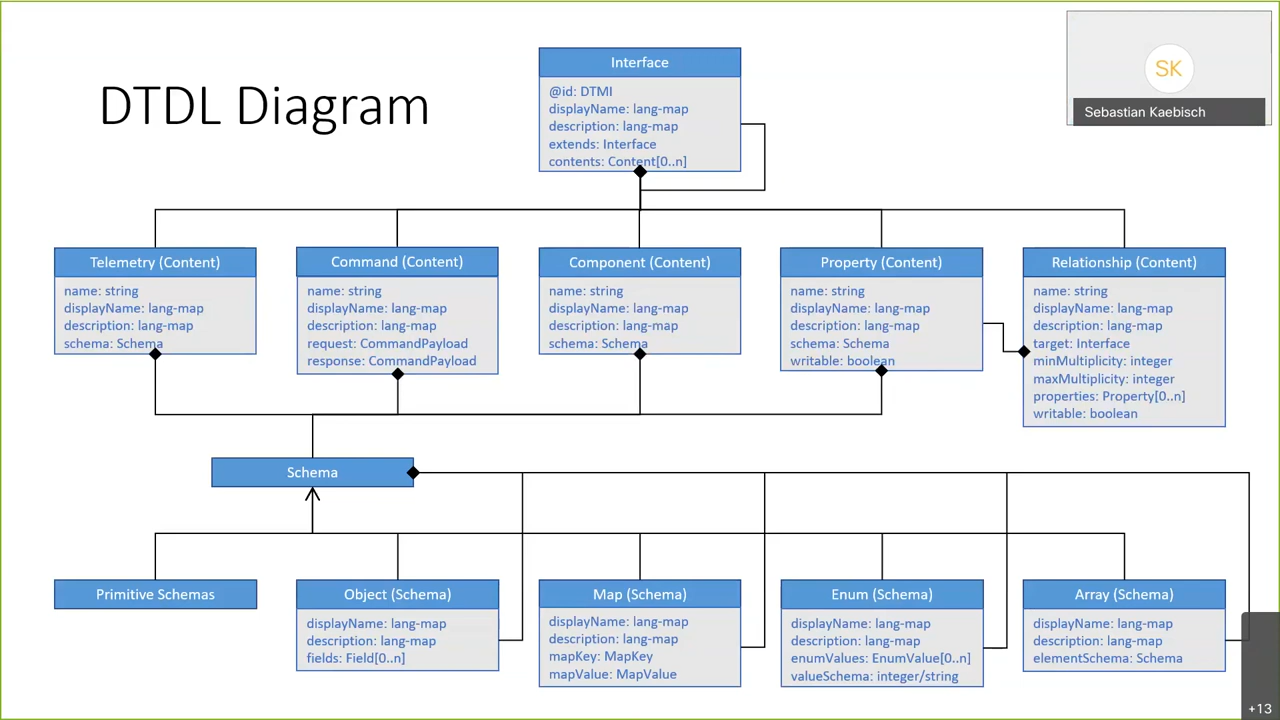 DTDL Diagram
Interface
@id: DTMI
displayName: lang-map
description: lang-map
extends: Interface
contents: Content[0..n]
SK
Sebastian Kaebisch
Telemetry (Content)
name: string
displayName: lang-map
description: lang-map
schema: Schema
Command (Content)
name: string
displayName: lang-map
description: lang-map
request: CommandPayload
response: CommandPayload
Component (Content)
name: string
displayName: lang-map
description: lang-map
schema: Schema
Property (Content)
name: string
displayName: lang-map
description: lang-map
schema: Schema
writable: boolean
Relationship (Content)
name: string
displayName: lang-map
description: lang-map
target: Interface
minMultiplicity: integer
maxMultiplicity: integer
properties: Property[0..n]
writable: boolean
Schema
Primitive Schemas
Object (Schema)
displayName: lang-map
description: lang-map
fields: Field[0..n]
Map (Schema)
displayName: lang-map
description: lang-map
mapKey: MapKey
mapValue: MapValue
Enum (Schema)
displayName: lang-map
description: lang-map
enumValues: EnumValue[0..n]
valueSchema: integer/string
Array (Schema)
displayName: lang-map
description: lang-map
elementSchema: Schema
+13